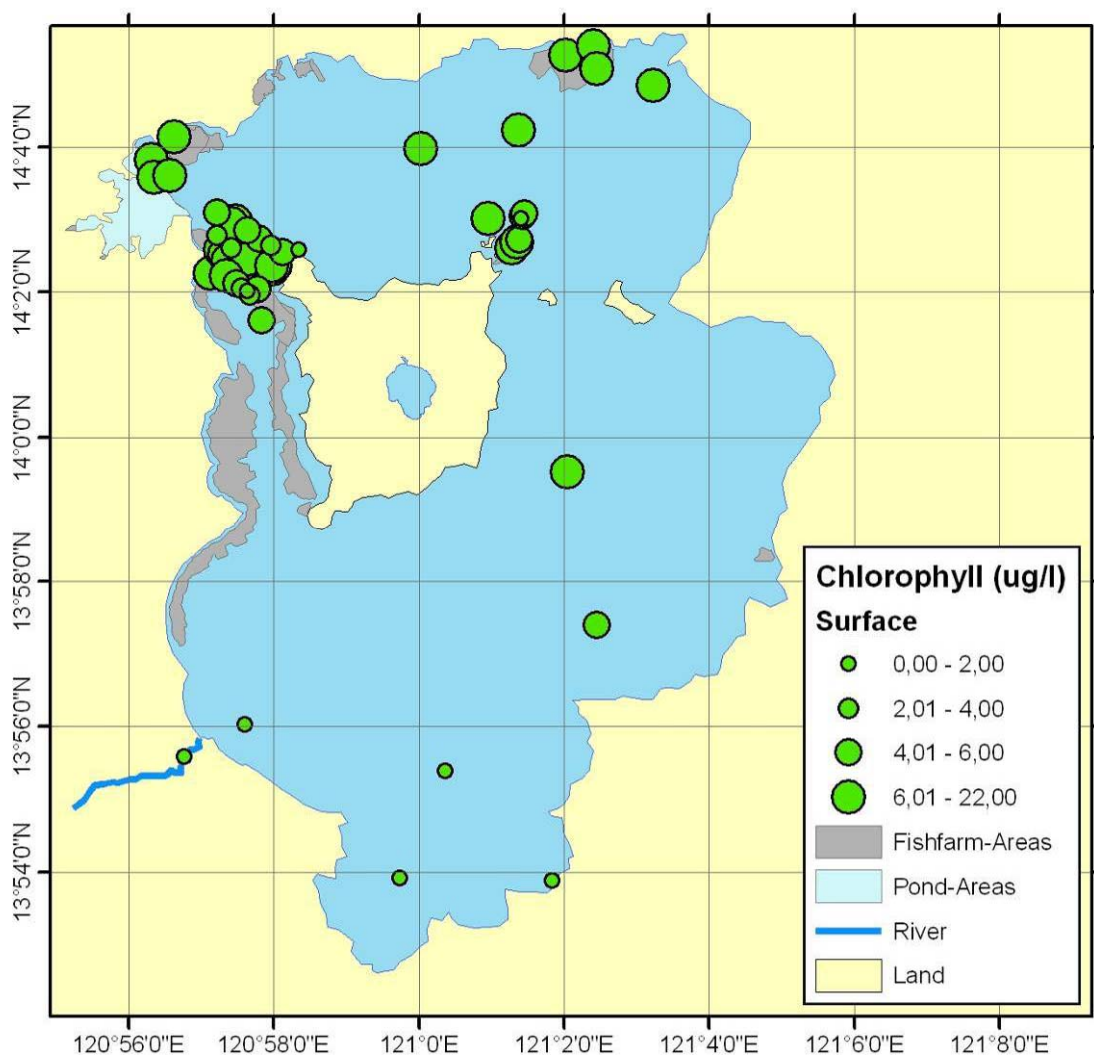 14°4'0"N
14°2'0"N
14°0'0"N
13°58'0"N
13°56'0"N
13°54'0"N
Chlorophyll (ug/l)
Surface
0,00 - 2,00
2,01 - 4,00
4,01 - 6,00
6,01 - 22,00
Fishfarm-Areas
Pond-Areas
River
Land
120°56'0"E
120°58'0"E
121°0'0"E
121°2'0"E
121°4'0"E
121°6'0"E
121°8'0"E